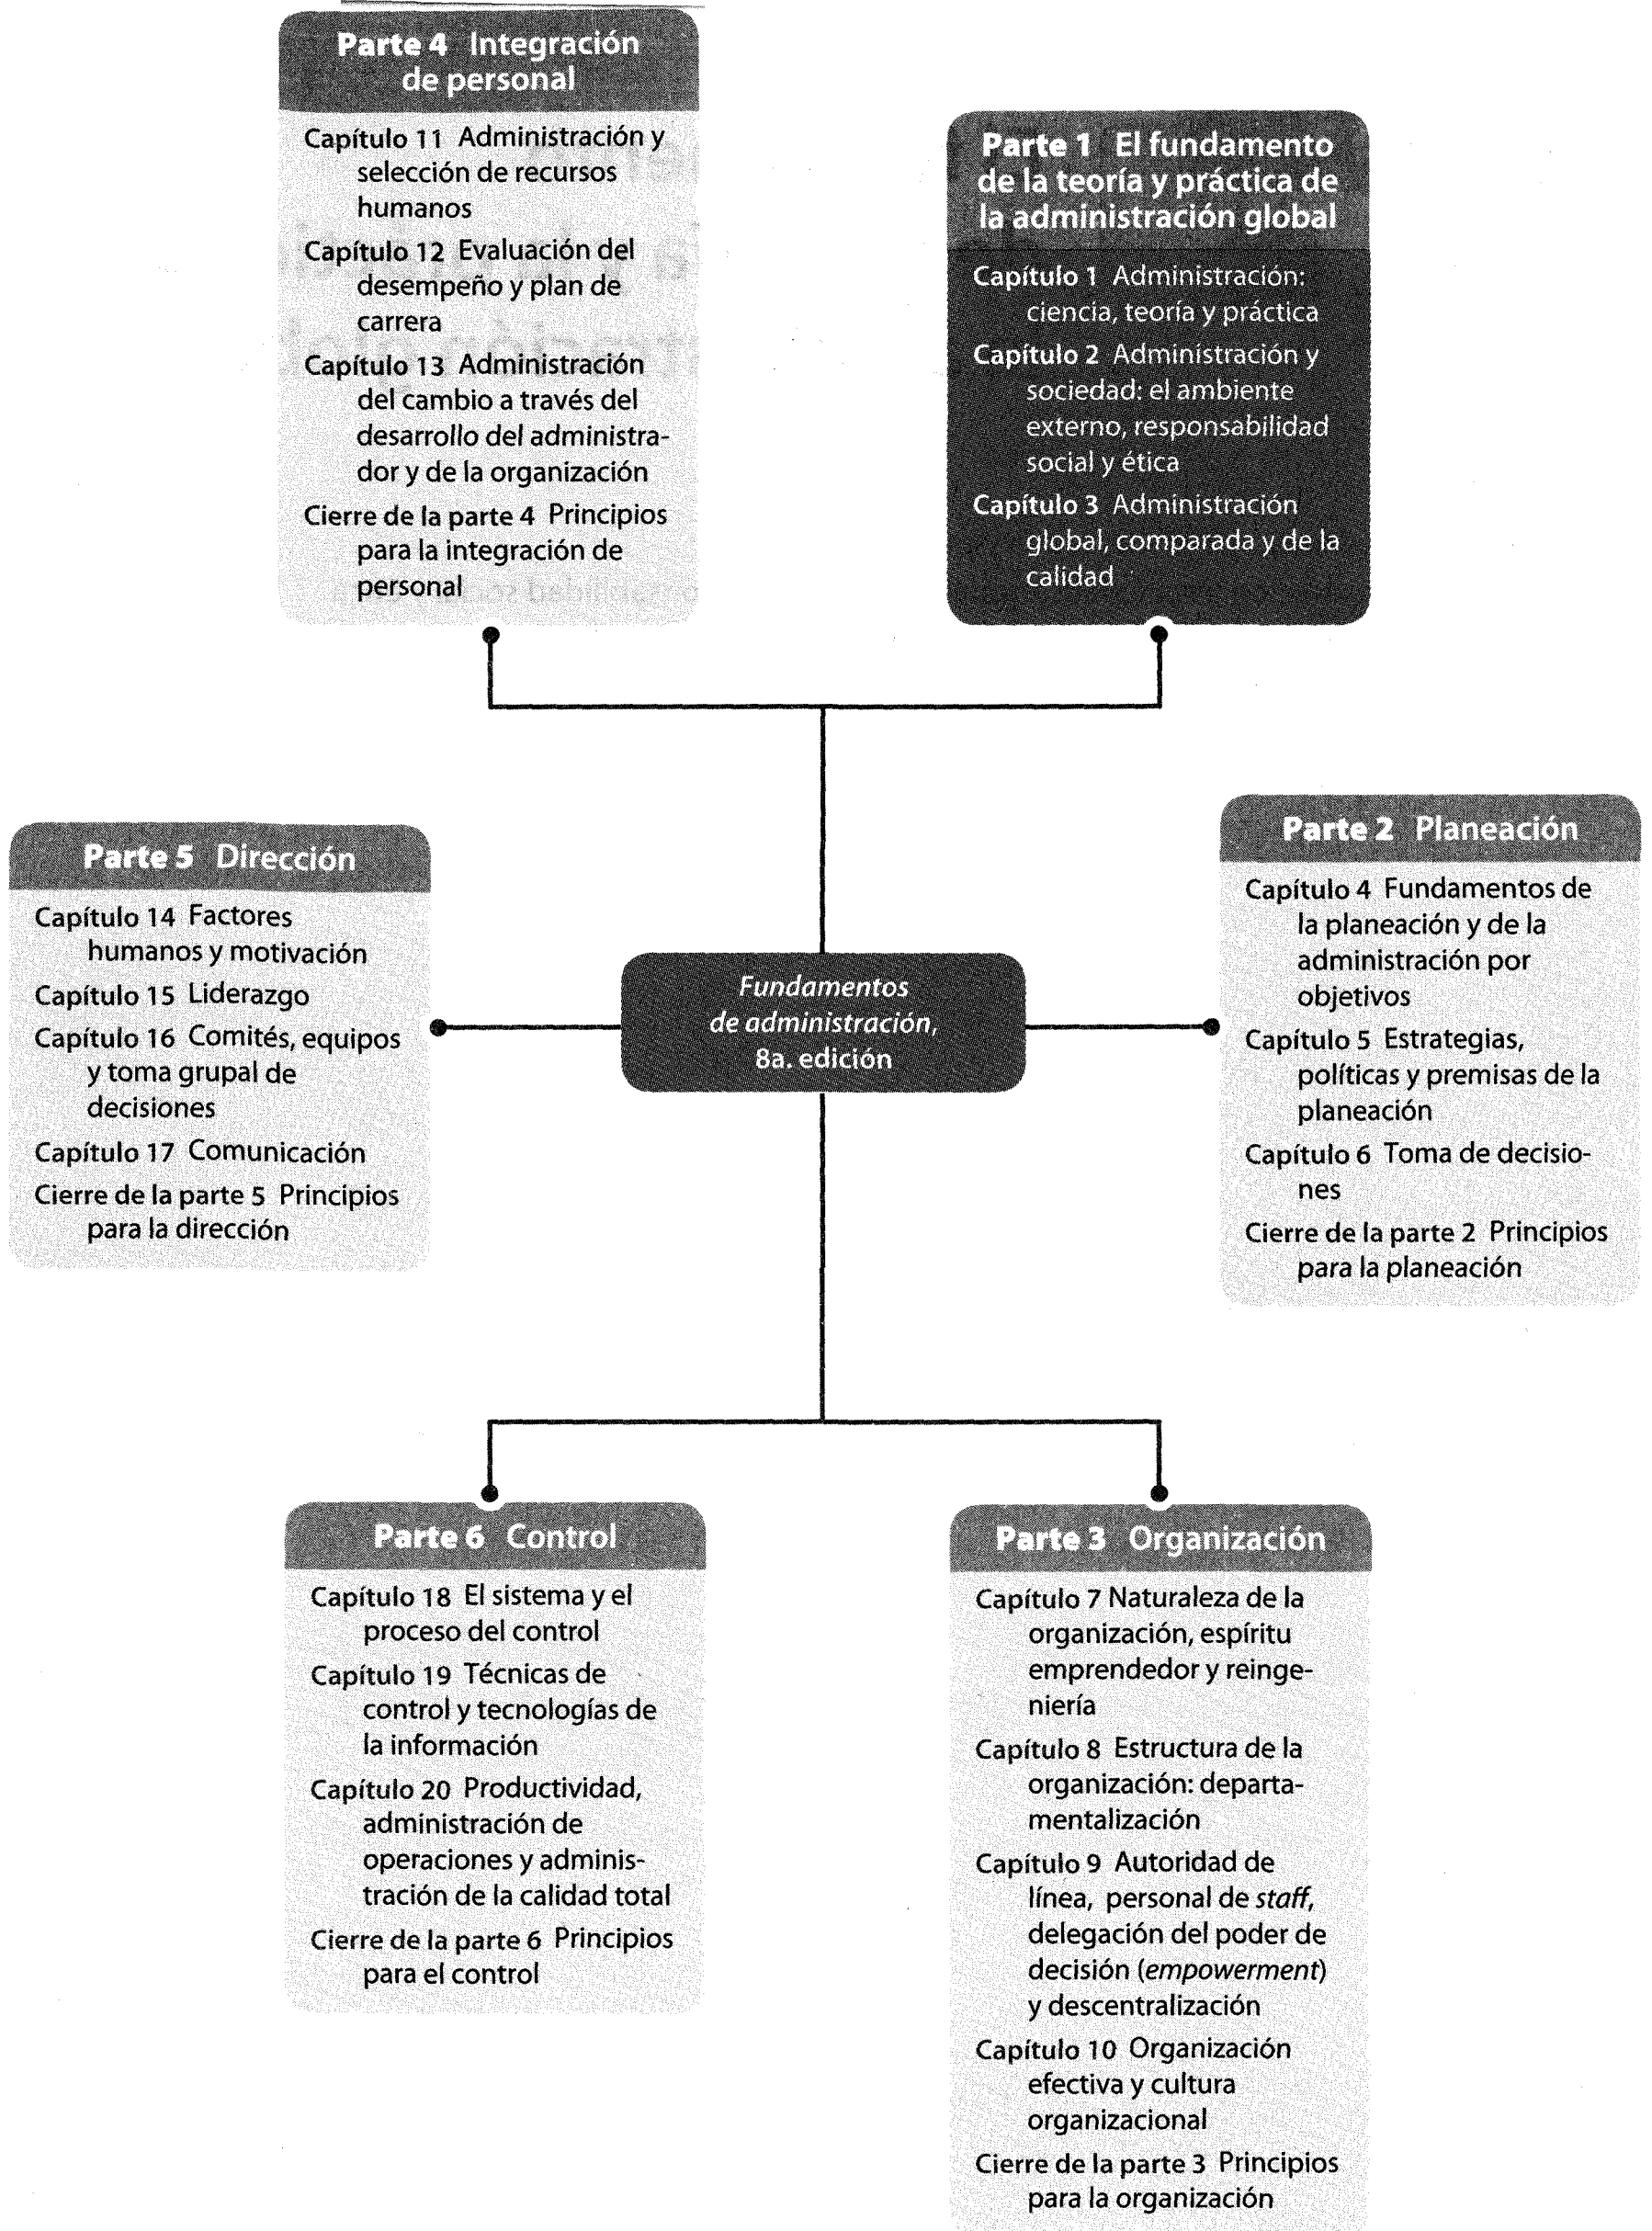 Parte 4 Integración
de personal
Capítulo 11 Administración y
selección de recursos
humanos
Capítulo 12 Evaluación del
desempeño y plan de
carrera
Capítulo 13 Administración
del cambio a través del
desarrollo del administra-
dor y de la organización
Cierre de la parte 4 Principios
para la integración de
personal
Parte 1 El fundamento
de la teoría y práctica de
la administración global
Capítulo 1 Administración:
ciencia, teoría y práctica
Capítulo 2 Administración y
sociedad: el ambiente
externo, responsabilidad
social y ética
Capítulo 3 Administración
global, comparada y de la
calidad
Parte 5 Dirección
Capítulo 14 Factores
humanos y motivación
Capítulo 15 Liderazgo
Capítulo 16 Comités, equipos
y toma grupal de
decisiones
Capítulo 17 Comunicación
Cierre de la parte 5 Principios
para la dirección
Fundamentos
de administración,
8a. edición
Parte 2 Planeación
Capítulo 4 Fundamentos de
la planeación y de la
administración por
objetivos
Capítulo 5 Estrategias,
políticas y premisas de la
planeación
Capítulo 6 Toma de decisio-
nes
Cierre de la parte 2 Principios
para la planeación
Parte 6 Control
Capítulo 18 El sistema y el
proceso del control
Capítulo 19 Técnicas de
control y tecnologías de
la información
Capítulo 20 Productividad,
administración de
operaciones y adminis-
tración de la calidad total
Cierre de la parte 6 Principios
para el control
Parte 3 Organización
Capítulo 7 Naturaleza de la
organización, espíritu
emprendedor y reinge-
niería
Capítulo 8 Estructura de la
organización: departa-
mentalización
Capítulo 9 Autoridad de
línea, personal de staff,
delegación del poder de
decisión (empowerment)
y descentralización
Capítulo 10 Organización
efectiva y cultura
organizacional
Cierre de la parte 3 Principios
para la organización